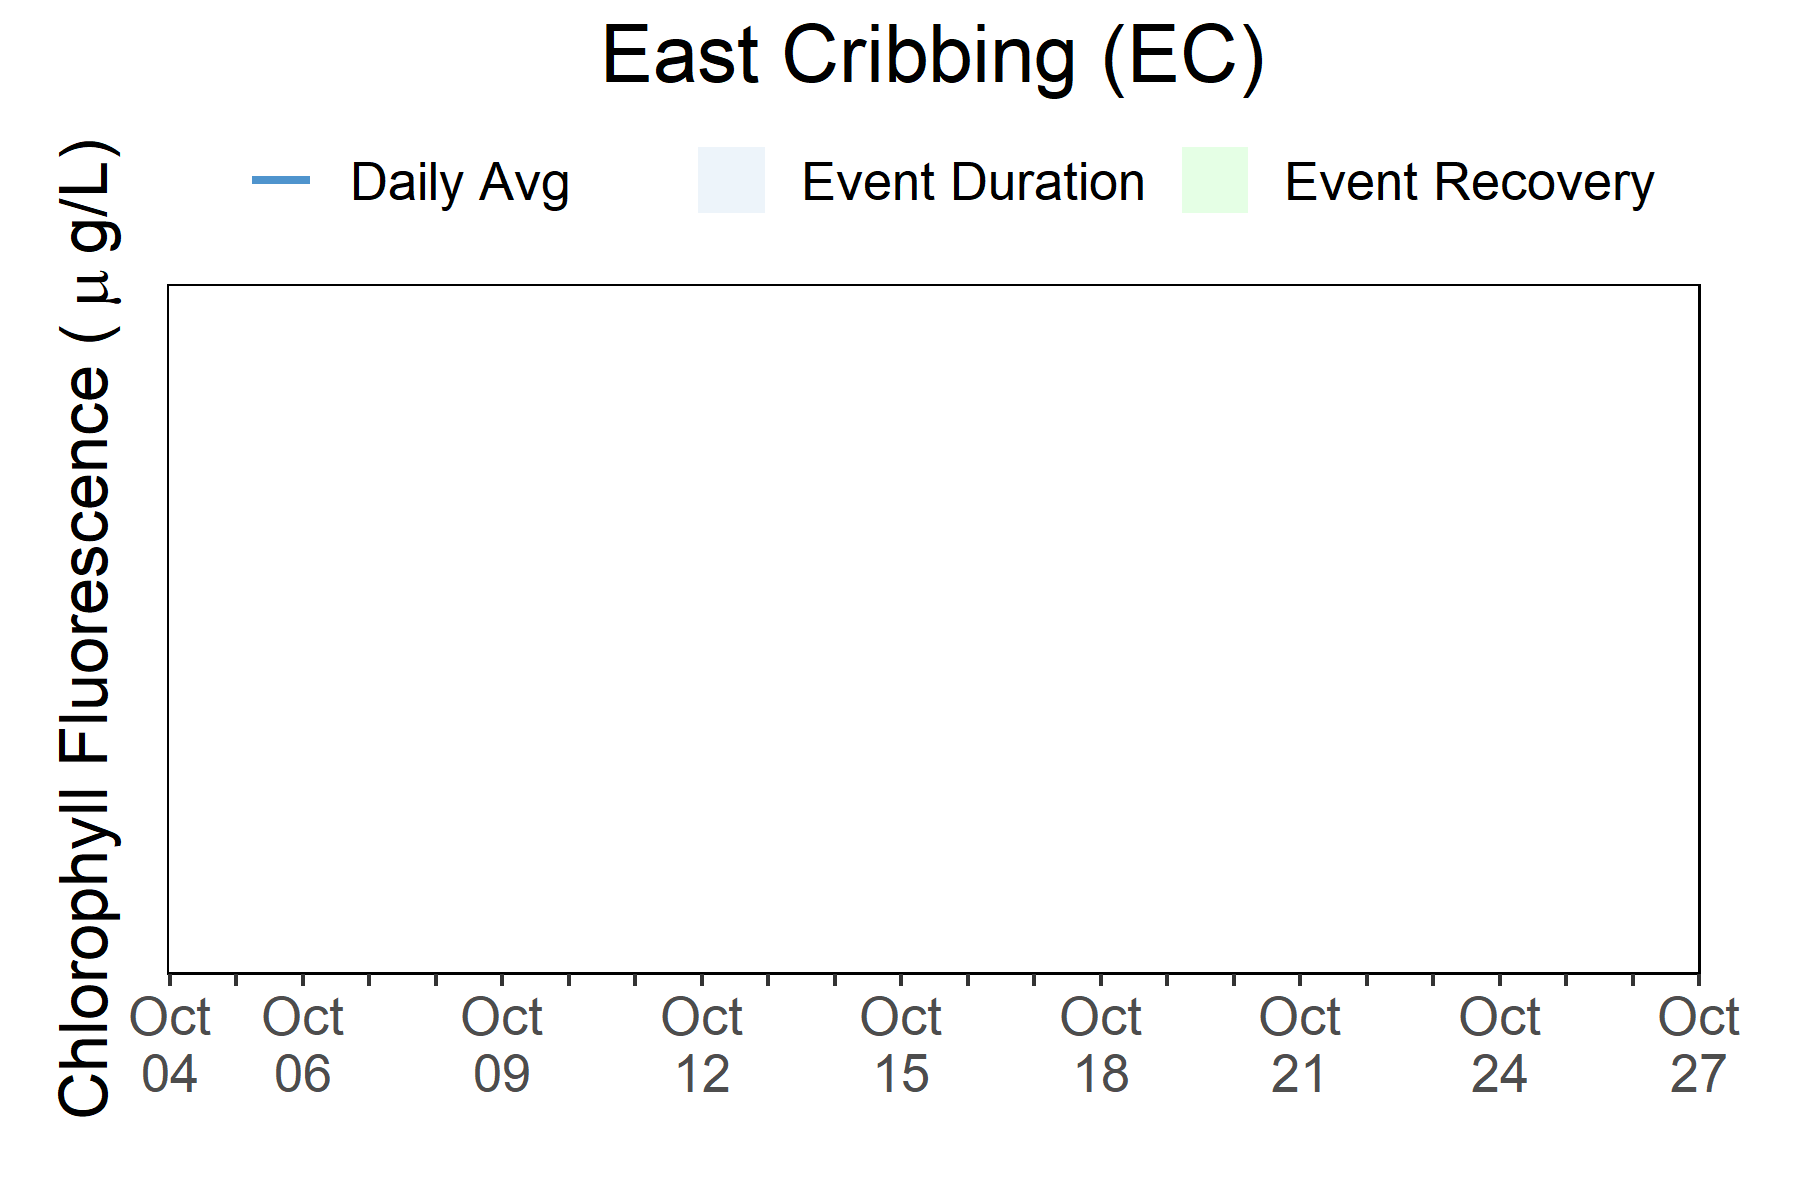 East Cribbing (EC)
Daily Avg
Event Duration
Event Recovery
Chlorophyll Fluorescence ( μ g/L)
Oct 04
Oct 06
Oct 09
Oct 12
Oct 15
Oct 18
Oct 21
Oct 24
Oct 27